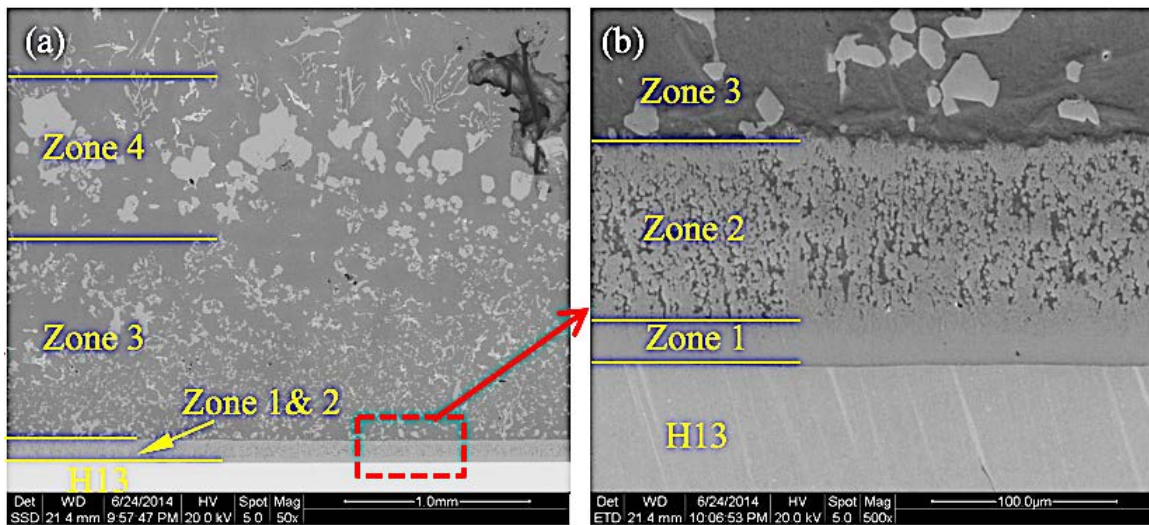 (a)
Zone 4
Zone 3
Zone 1& 2
H13
Det WD 6/24/2014 HV Spot Mag
SSD 21.4 mm 9:57:47 PM 20.0 kV 5.0 50x
1.0mm
(b)
Zone 3
Zone 2
Zone 1
H13
Det WD 6/24/2014 HV Spot Mag
ETD 21.4 mm 10:06:53 PM 20.0 kV 5.0 500x
100.0µm